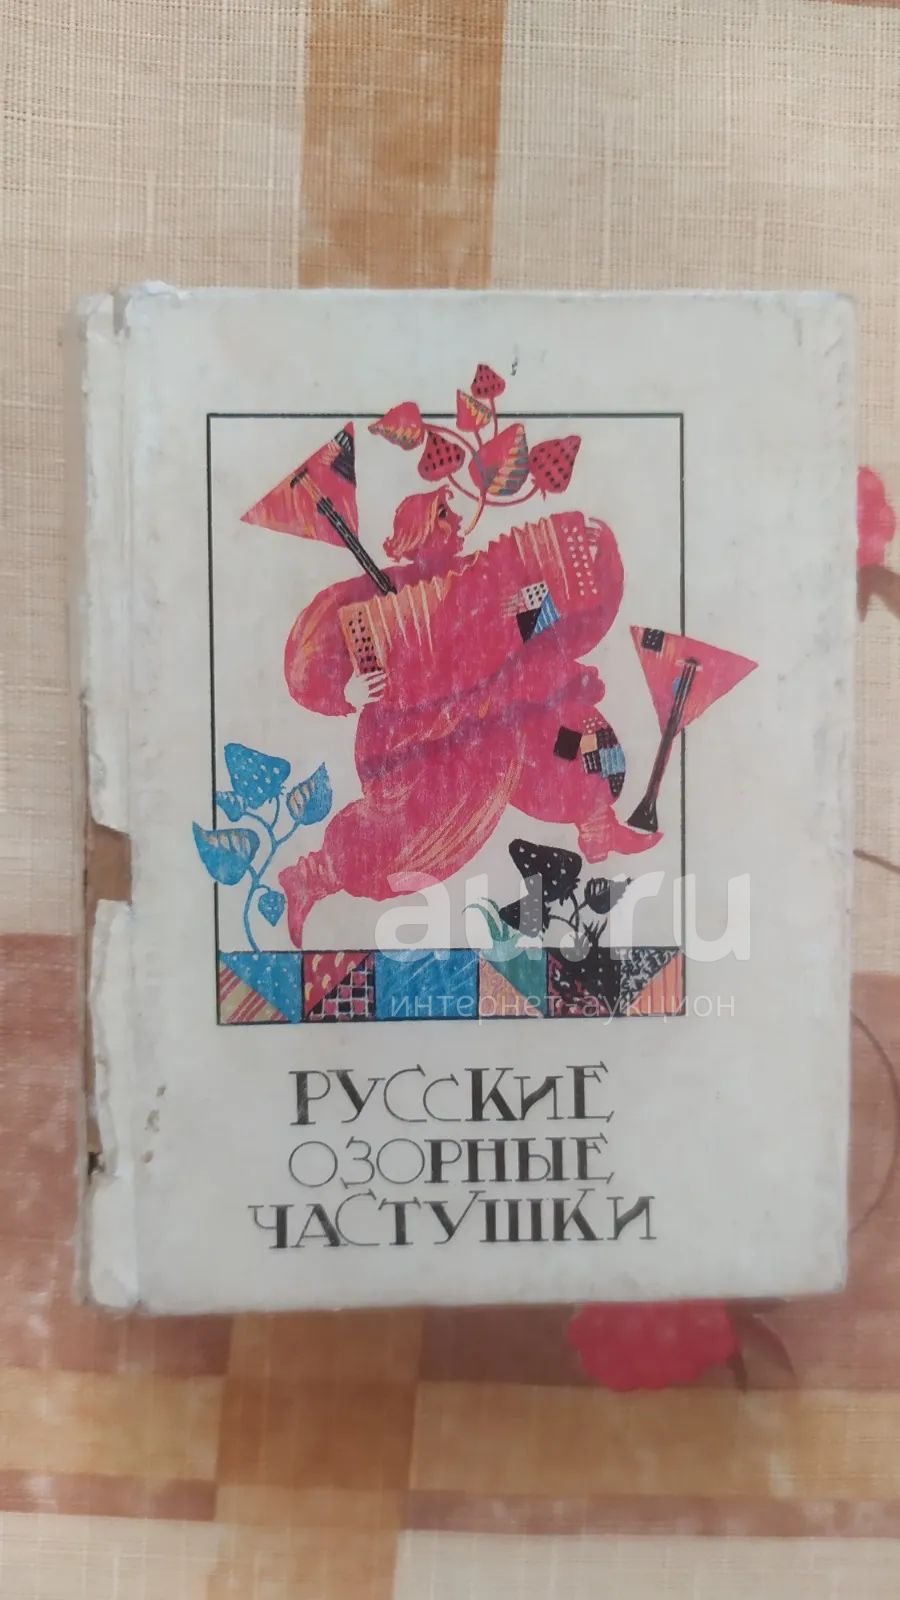 au.ru
интернет-аукцион
РУССКИЕ
ОЗОРНЫЕ
ЧАСТУШКИ